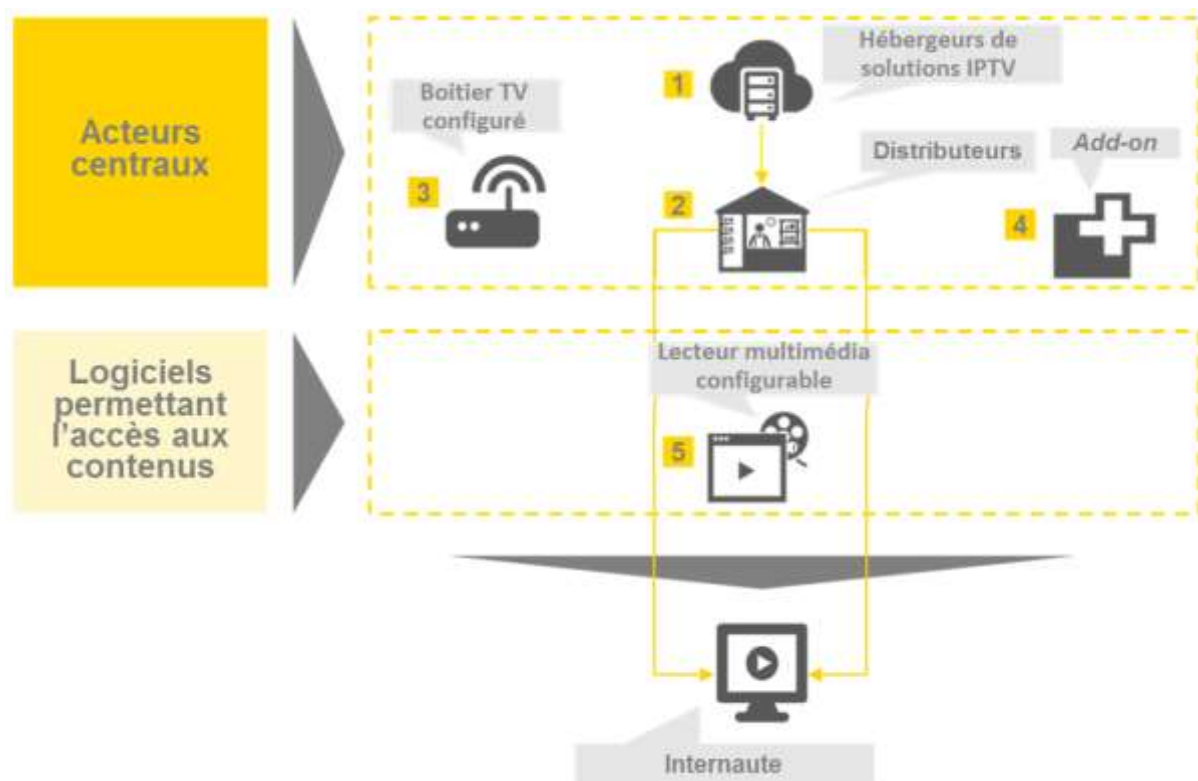 Acteurs
centraux
Hébergeurs de
solutions IPTV
1
Boitier TV
configuré
Distributeurs
Add-on
3
2
4
Logiciels
permettant
l'accès aux
contenus
Lecteur multimédia
configurable
5
Internaute